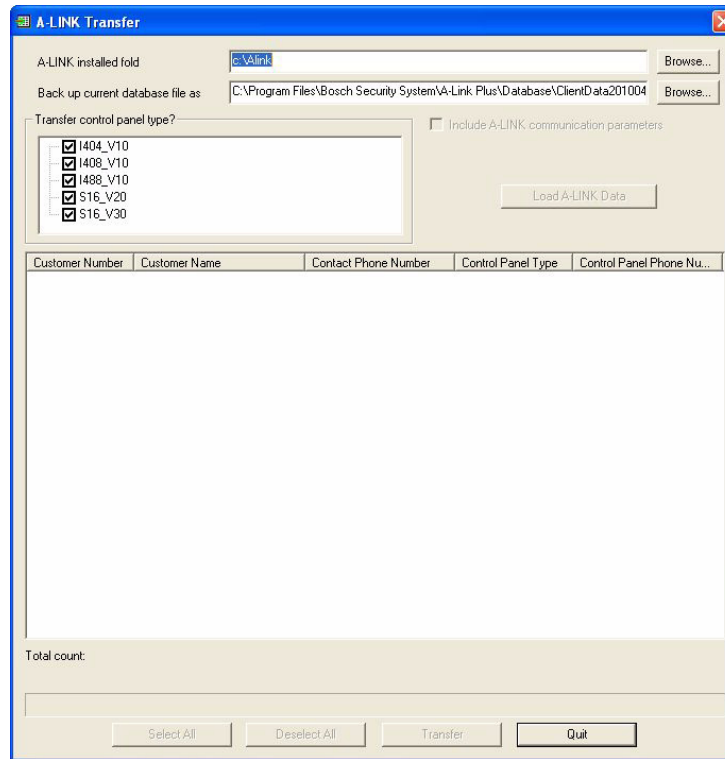 A-LINK Transfer
A-LINK installed fold
c:\Alink
Browse...
Back up current database file as
C:\Program Files\Bosch Security System\A-Link Plus\Database\ClientData201004
Browse...
Transfer control panel type?
Include A-LINK communication parameters
I404_V10
I408_V10
I488_V10
S16_V20
S16_V30
Load A-LINK Data
Customer Number Customer Name Contact Phone Number Control Panel Type Control Panel Phone Nu...
Total count:
Select All Deselect All Transfer Quit